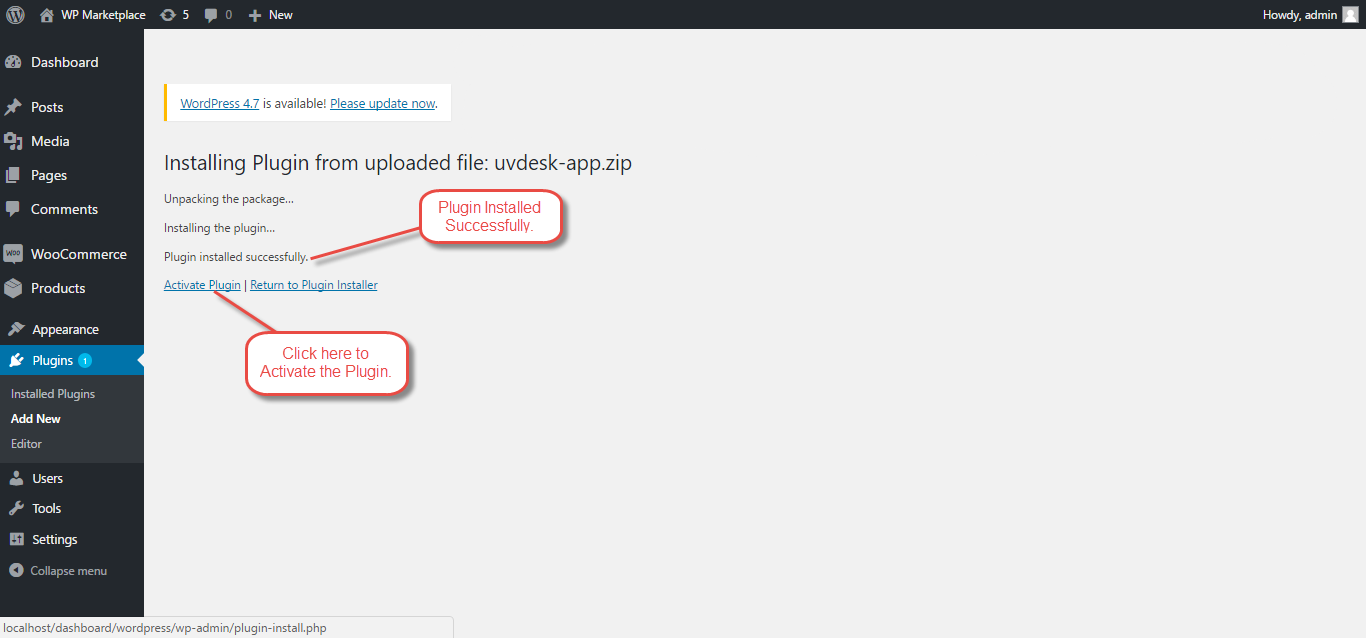 WP Marketplace 5 0 New Howdy, admin
Dashboard
Posts
Media
Pages
Comments
WOO WooCommerce
Products
Appearance
Plugins 1
Installed Plugins
Add New
Editor
Users
Tools
Settings
Collapse menu
WordPress 4.7 is available! Please update now.
Installing Plugin from uploaded file: uvdesk-app.zip
Unpacking the package...
Installing the plugin...
Plugin installed successfully.
Activate Plugin | Return to Plugin Installer
Plugin Installed
Successfully.
Click here to
Activate the Plugin.
localhost/dashboard/wordpress/wp-admin/plugin-install.php